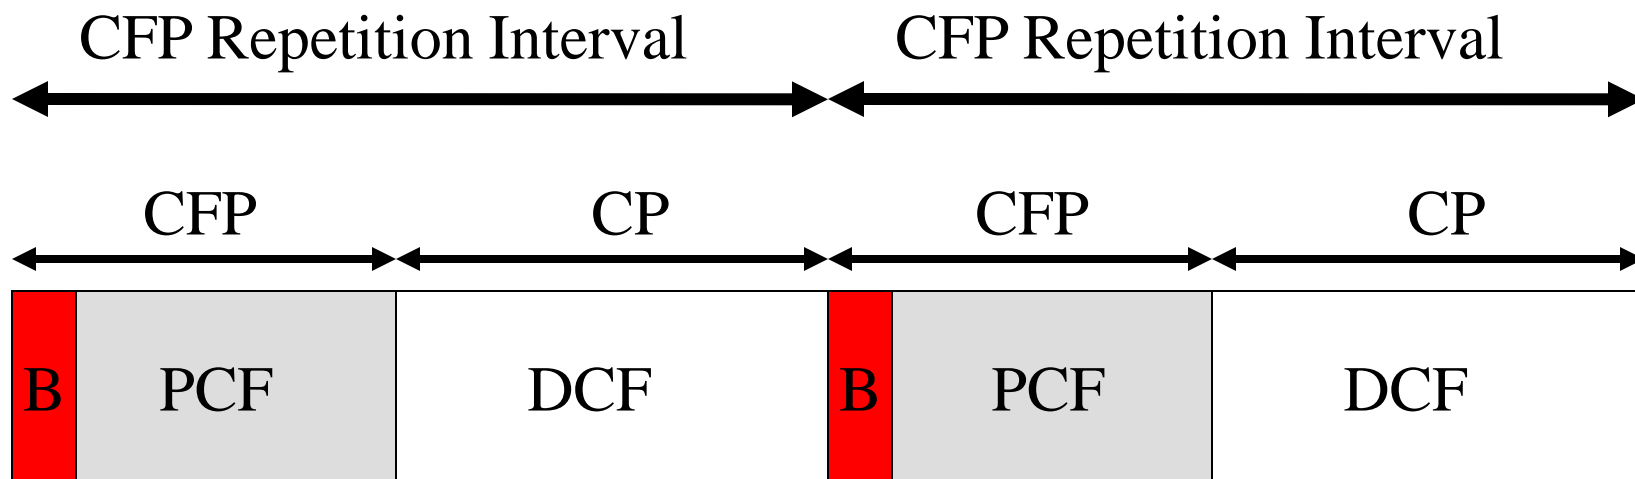 CFP Repetition Interval CFP Repetition Interval
CFP CP CFP CP
B PCF DCF B PCF DCF